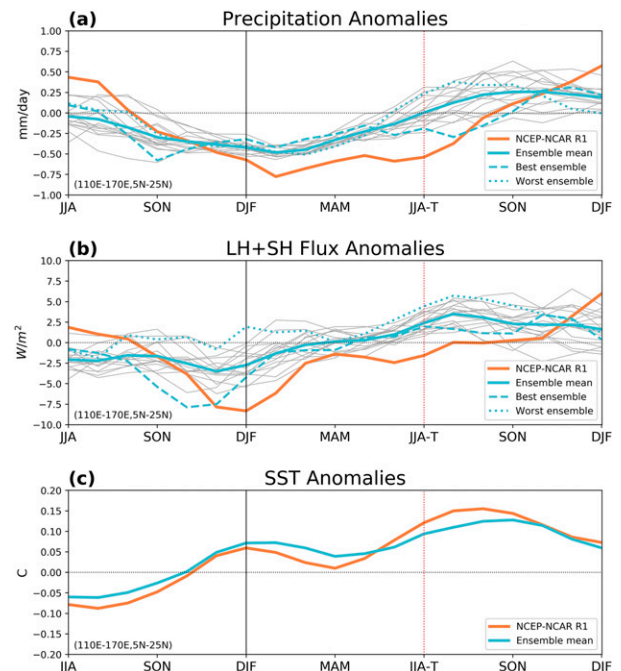 (a) Precipitation Anomalies
1.00
0.75
0.50
0.25
0.00
−0.25
−0.50
−0.75
−1.00
mm/day
NCEP-NCAR R1
Ensemble mean
Best ensemble
Worst ensemble
(110E-170E,5N-25N)
JJA SON DJF MAM JJA-T SON DJF
(b) LH+SH Flux Anomalies
10.0
7.5
5.0
2.5
0.0
−2.5
−5.0
−7.5
−10.0
W/m²
NCEP-NCAR R1
Ensemble mean
Best ensemble
Worst ensemble
(110E-170E,5N-25N)
JJA SON DJF MAM JJA-T SON DJF
(c) SST Anomalies
0.20
0.15
0.10
0.05
0.00
−0.05
−0.10
−0.15
−0.20
C
NCEP-NCAR R1
Ensemble mean
(110E-170E,5N-25N)
JJA SON DJF MAM JJA-T SON DJF